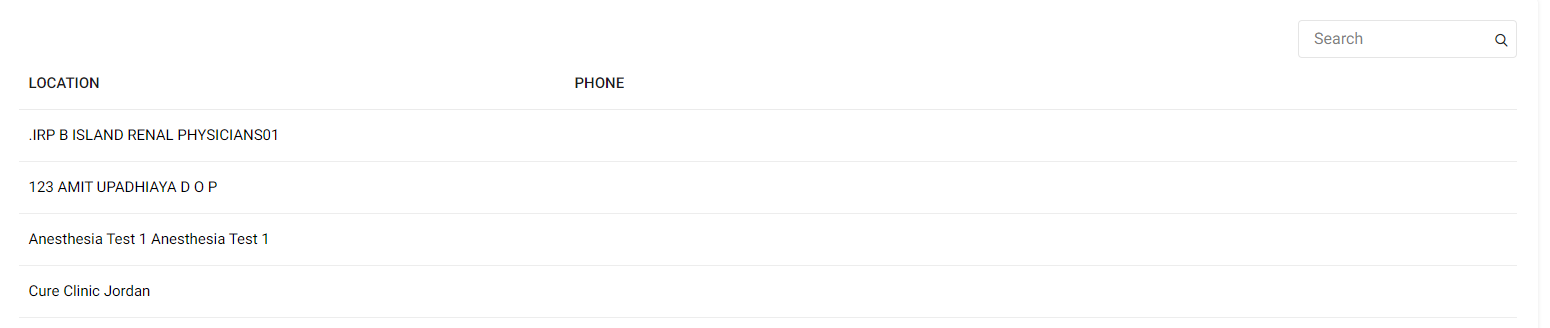 Search
LOCATION PHONE
.IRP B ISLAND RENAL PHYSICIANS01
123 AMIT UPADHIAYA D O P
Anesthesia Test 1 Anesthesia Test 1
Cure Clinic Jordan